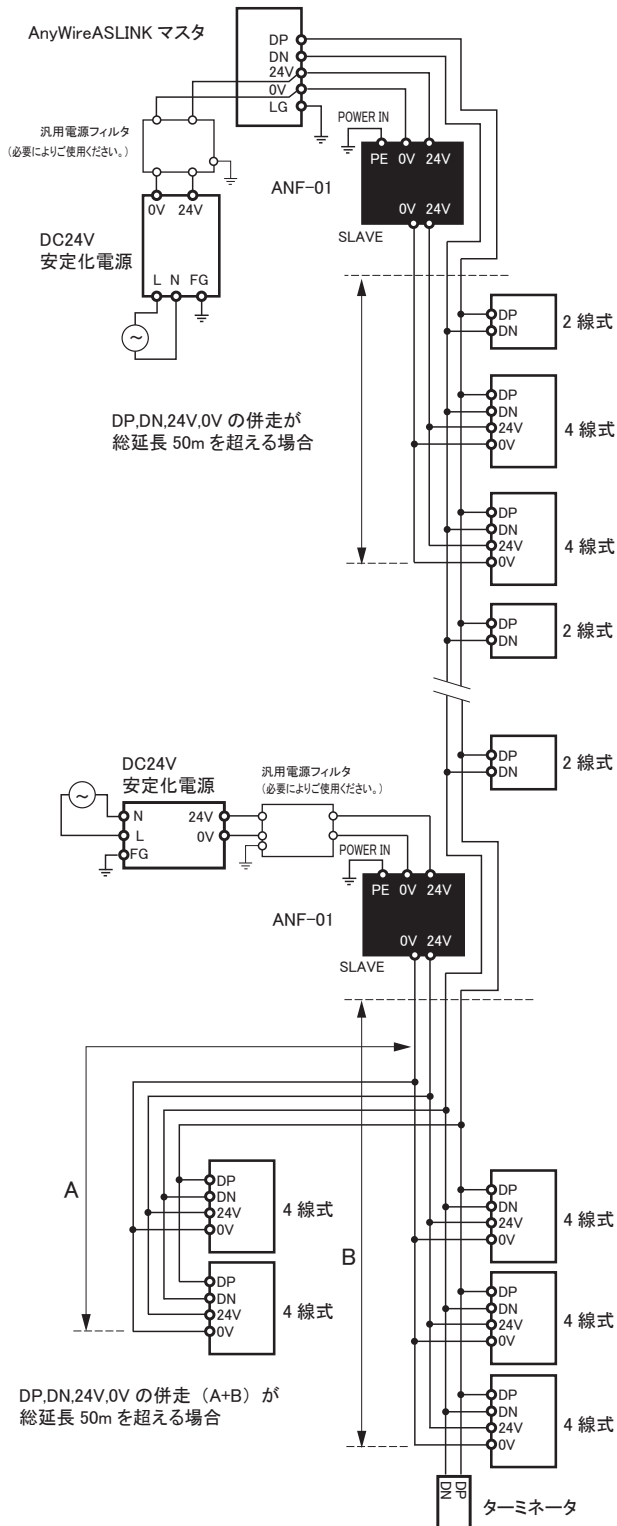 AnyWireASLINK マスタ
DP
DN
24V
0V
LG
汎用電源フィルタ
(必要によりご使用ください。)
POWER IN
PE 0V 24V
ANF-01
0V 24V
SLAVE
0V 24V
DC24V
安定化電源
L N FG
DP
DN
2 線式
DP,DN,24V,0V の併走が
総延長 50m を超える場合
DP
DN
24V
0V
4 線式
DP
DN
24V
0V
4 線式
DP
DN
2 線式
DP
DN
2 線式
DC24V
安定化電源
N
L
FG
24V
0V
汎用電源フィルタ
(必要によりご使用ください。)
POWER IN
PE 0V 24V
ANF-01
0V 24V
SLAVE
A
DP
DN
24V
0V
4 線式
DP
DN
24V
0V
4 線式
B
DP
DN
24V
0V
4 線式
DP
DN
24V
0V
4 線式
DP
DN
24V
0V
4 線式
DP,DN,24V,0V の併走（A+B）が
総延長 50m を超える場合
DN
DP
ターミネータ